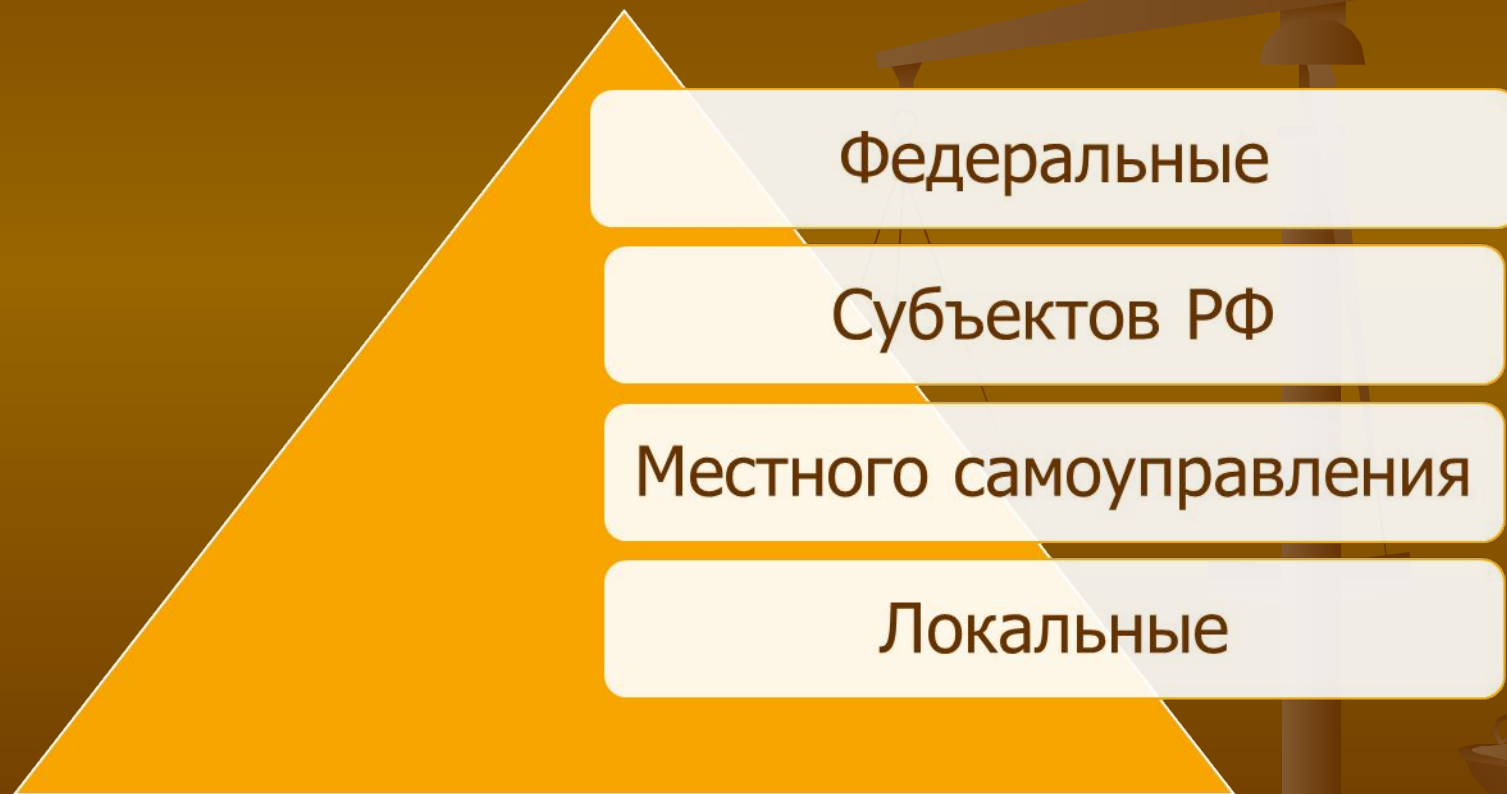 Федеральные
Субъектов РФ
Местного самоуправления
Локальные